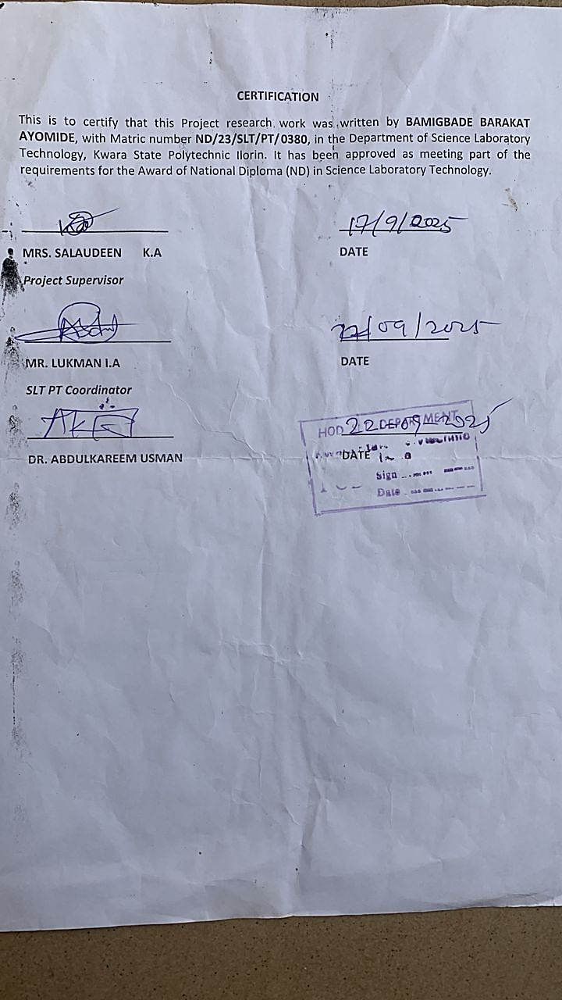 CERTIFICATION
This is to certify that this Project research work was written by BAMIGBADE BARAKAT
AYOMIDE, with Matric number ND/23/SLT/PT/0380, in the Department of Science Laboratory
Technology, Kwara State Polytechnic Ilorin. It has been approved as meeting part of the
requirements for the Award of National Diploma (ND) in Science Laboratory Technology.
17/9/2025
MRS. SALAUDEEN K.A DATE
Project Supervisor
/09/2025
MR. LUKMAN I.A DATE
SLT PT Coordinator
HOD DEPARTMENT
22 09 2025
DR. ABDULKAREEM USMAN DATE
Sign
Date